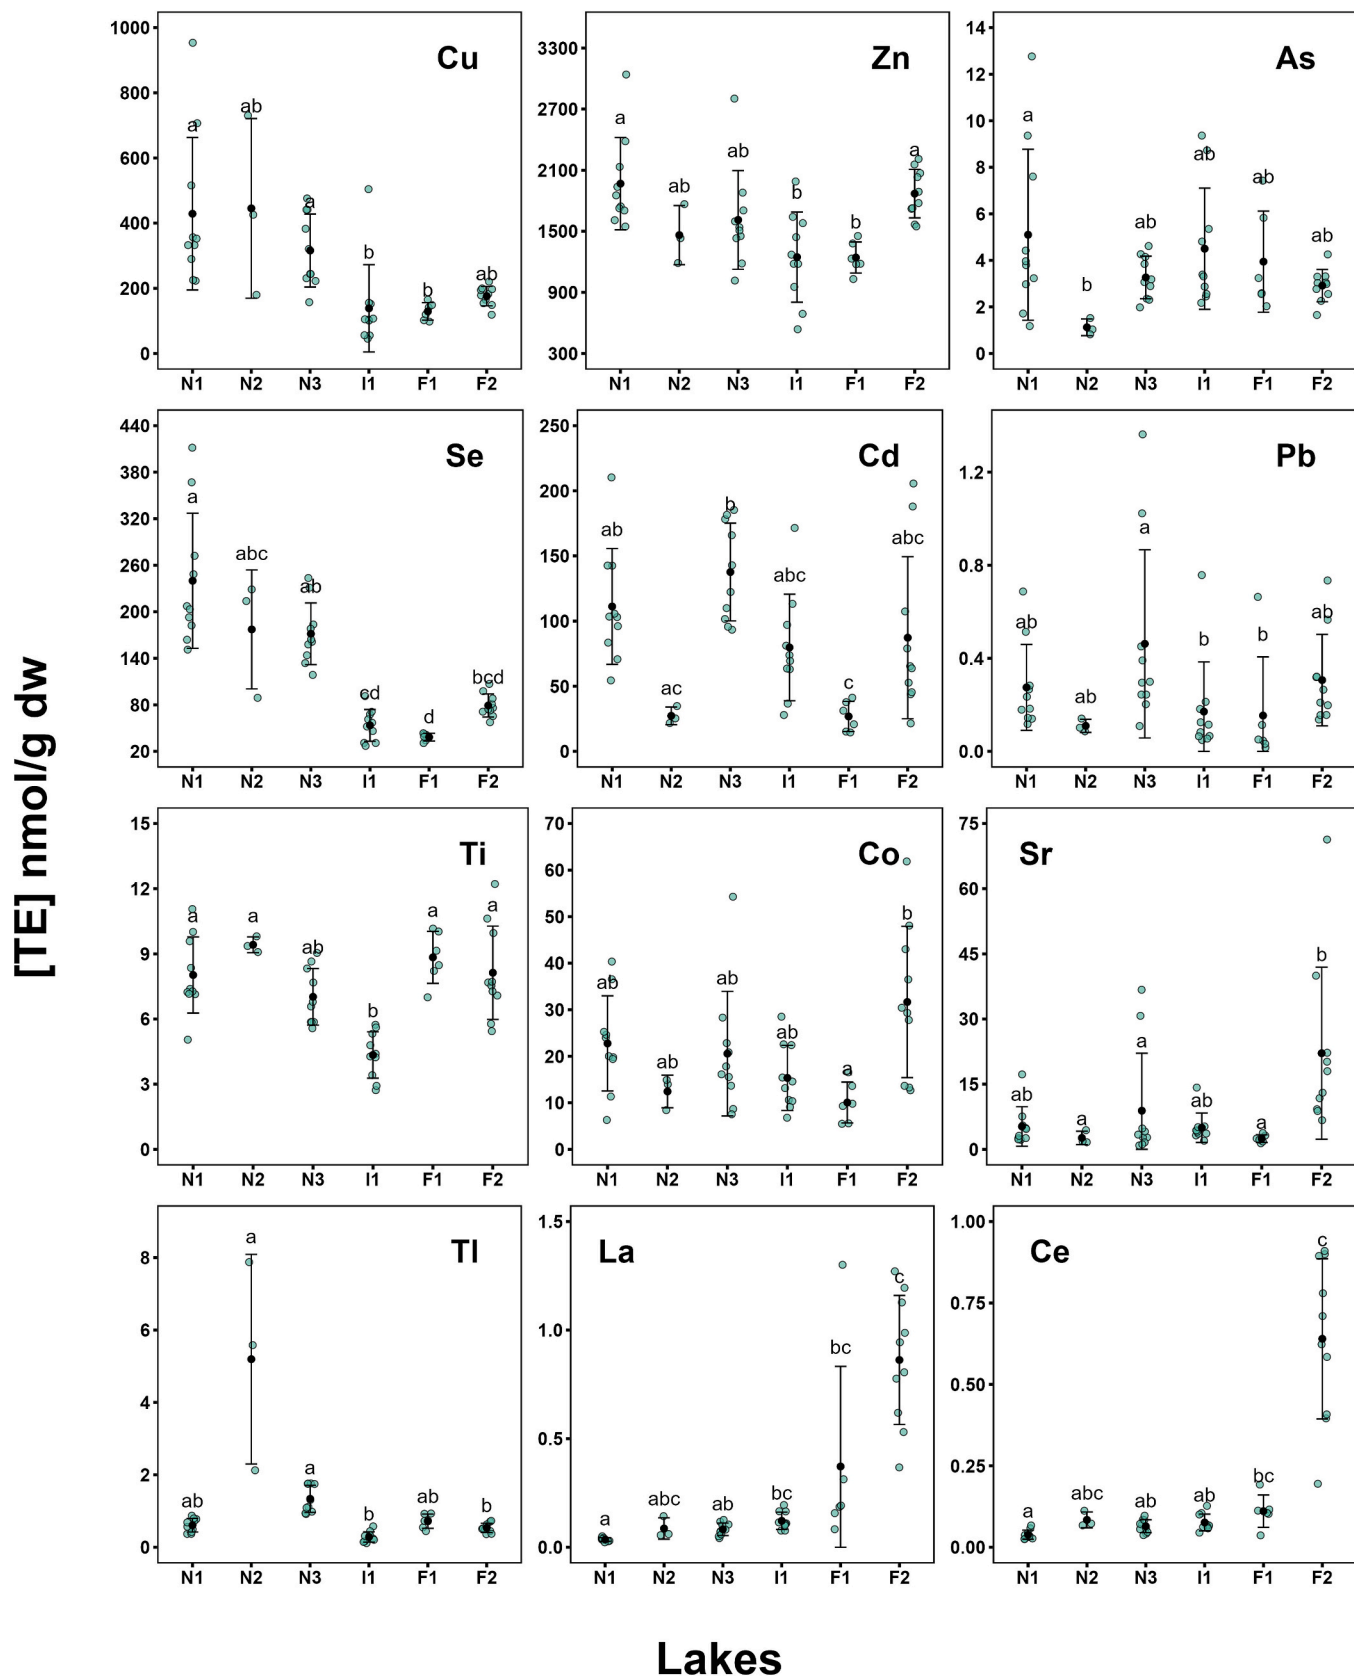 [TE] nmol/g dw
Cu
1000
800
600
400
200
0
a
ab
a
b
b
ab
N1 N2 N3 I1 F1 F2
Zn
3300
2700
2100
1500
900
300
a
ab
ab
b
b
a
N1 N2 N3 I1 F1 F2
As
14
12
10
8
6
4
2
0
a
b
ab
ab
ab
ab
N1 N2 N3 I1 F1 F2
Se
440
380
320
260
200
140
80
20
a
abc
ab
cd
d
bcd
N1 N2 N3 I1 F1 F2
Cd
250
200
150
100
50
0
ab
ac
b
abc
c
abc
N1 N2 N3 I1 F1 F2
Pb
1.2
0.8
0.4
0.0
ab
ab
a
b
b
ab
N1 N2 N3 I1 F1 F2
Ti
15
12
9
6
3
0
a
a
ab
b
a
a
N1 N2 N3 I1 F1 F2
Co
70
60
50
40
30
20
10
0
ab
ab
ab
ab
a
b
N1 N2 N3 I1 F1 F2
Sr
75
60
45
30
15
0
ab
a
a
ab
a
b
N1 N2 N3 I1 F1 F2
Tl
8
6
4
2
0
ab
a
a
b
ab
b
N1 N2 N3 I1 F1 F2
La
1.5
1.0
0.5
0.0
a
abc
ab
bc
bc
c
N1 N2 N3 I1 F1 F2
Ce
1.00
0.75
0.50
0.25
0.00
a
abc
ab
ab
bc
c
N1 N2 N3 I1 F1 F2
Lakes